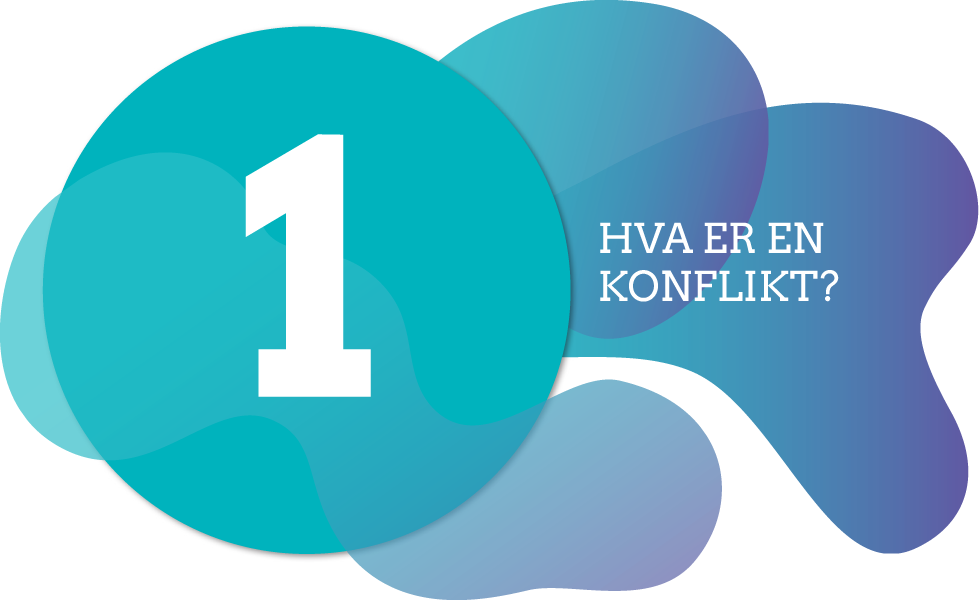 1
HVA ER EN
KONFLIKT?